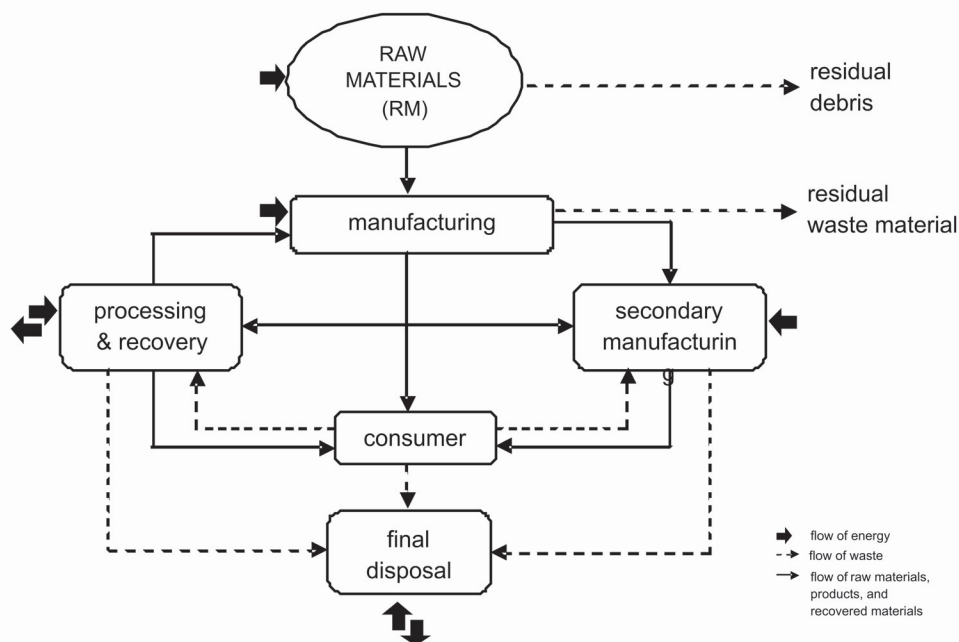 RAW
MATERIALS
(RM)
residual
debris
manufacturing
residual
waste material
processing
& recovery
secondary
manufacturin
g
consumer
final
disposal
flow of energy
flow of waste
flow of raw materials,
products, and
recovered materials